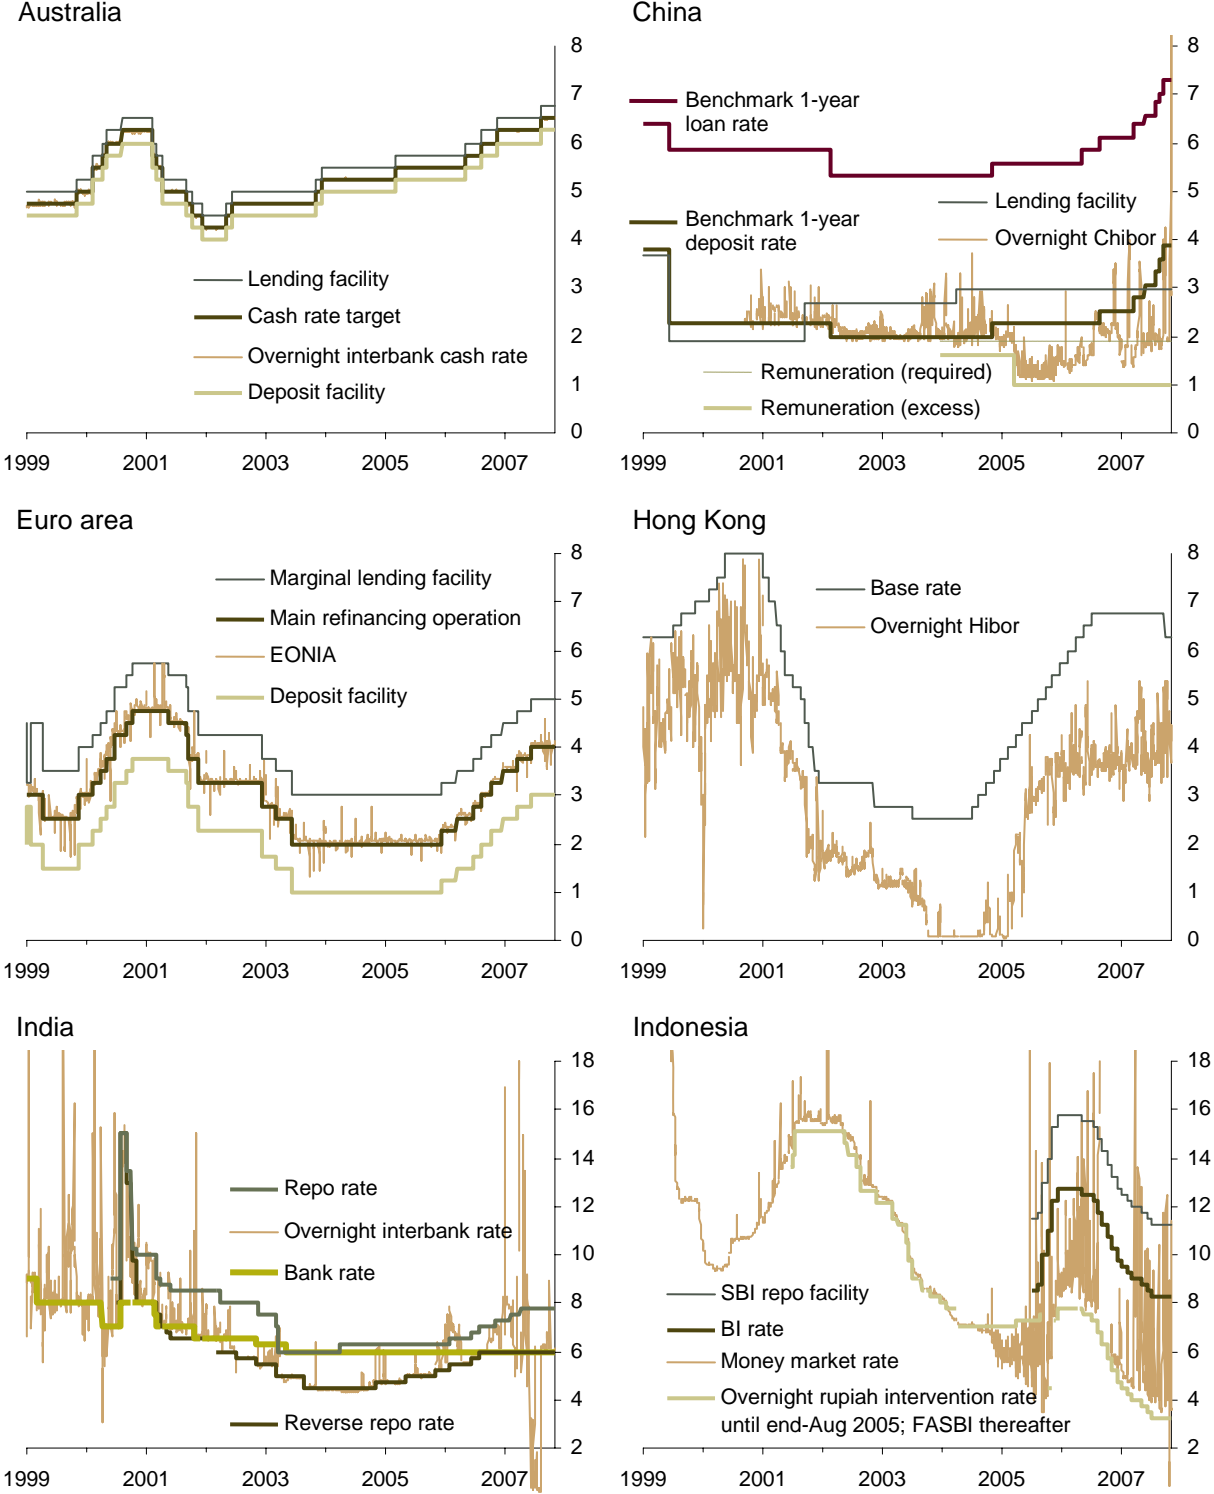 Australia
8
7
6
5
4
3
2
1
0
Lending facility
Cash rate target
Overnight interbank cash rate
Deposit facility
1999 2001 2003 2005 2007
China
8
7
6
5
4
3
2
1
0
Benchmark 1-year
loan rate
Benchmark 1-year
deposit rate
Lending facility
Overnight Chibor
Remuneration (required)
Remuneration (excess)
1999 2001 2003 2005 2007
Euro area
8
7
6
5
4
3
2
1
0
Marginal lending facility
Main refinancing operation
EONIA
Deposit facility
1999 2001 2003 2005 2007
Hong Kong
8
7
6
5
4
3
2
1
0
Base rate
Overnight Hibor
1999 2001 2003 2005 2007
India
18
16
14
12
10
8
6
4
2
Repo rate
Overnight interbank rate
Bank rate
Reverse repo rate
1999 2001 2003 2005 2007
Indonesia
18
16
14
12
10
8
6
4
2
SBI repo facility
BI rate
Money market rate
Overnight rupiah intervention rate
until end-Aug 2005; FASBI thereafter
1999 2001 2003 2005 2007